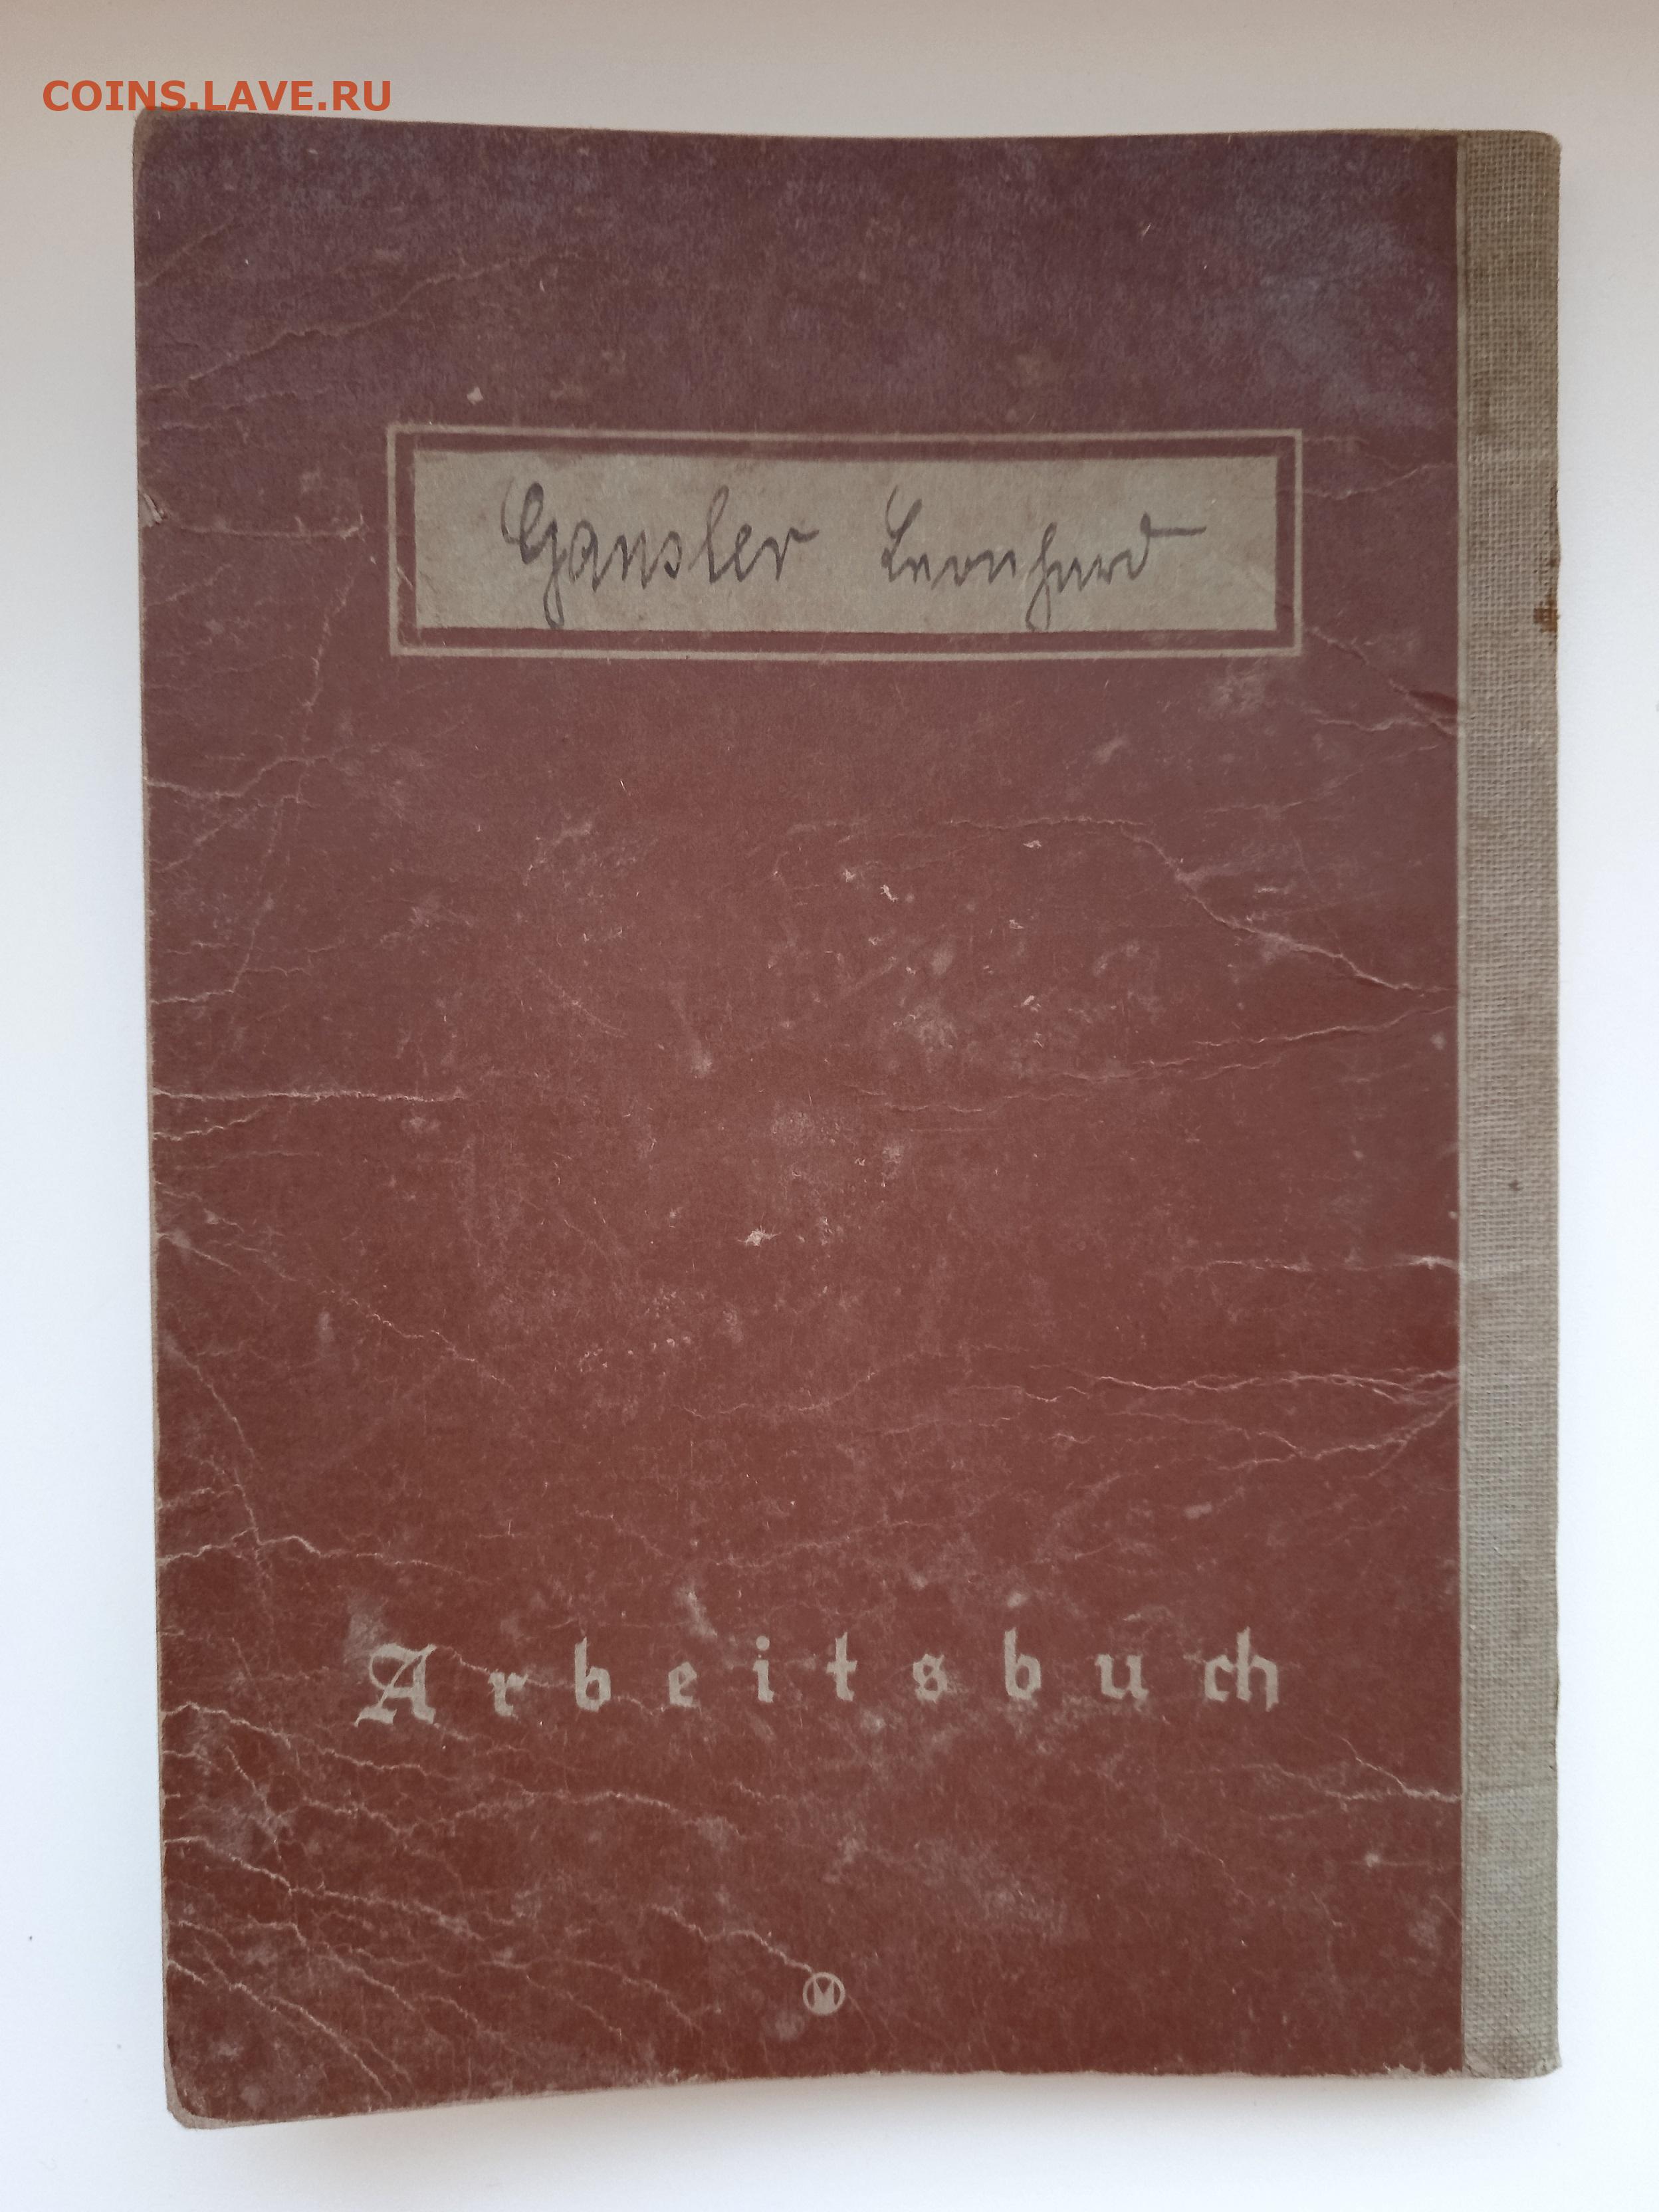 COINS.LAVE.RU
Gansler Leonhard
Arbeitsbuch
M